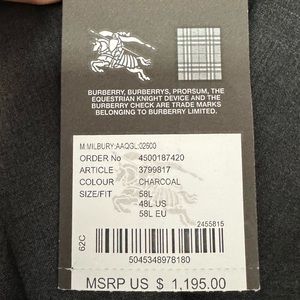 BURBERRY, BURBERRYS, PRORSUM, THE
EQUESTRIAN KNIGHT DEVICE AND THE
BURBERRY CHECK ARE TRADE MARKS
BELONGING TO BURBERRY LIMITED.
M:MILBURY:AAQGL:02600
ORDER No 4500187420
ARTICLE 3799817
COLOUR CHARCOAL
SIZE/FIT 58L
48L US
58L EU
2455815
62C
5045348978180
MSRP US $ 1,195.00